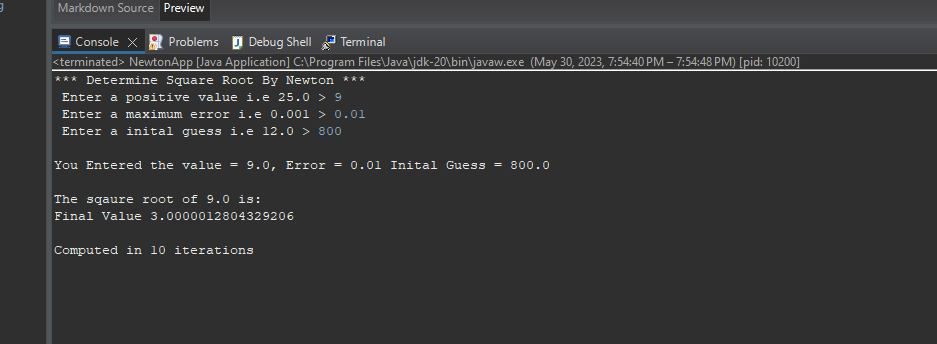 g
Markdown Source Preview
Console Problems Debug Shell Terminal
<terminated> NewtonApp [Java Application] C:\Program Files\Java\jdk-20\bin\javaw.exe (May 30, 2023, 7:54:40 PM – 7:54:48 PM) [pid: 10200]
*** Determine Square Root By Newton ***
Enter a positive value i.e 25.0 > 9
Enter a maximum error i.e 0.001 > 0.01
Enter a inital guess i.e 12.0 > 800
You Entered the value = 9.0, Error = 0.01 Inital Guess = 800.0
The sqaure root of 9.0 is:
Final Value 3.0000012804329206
Computed in 10 iterations